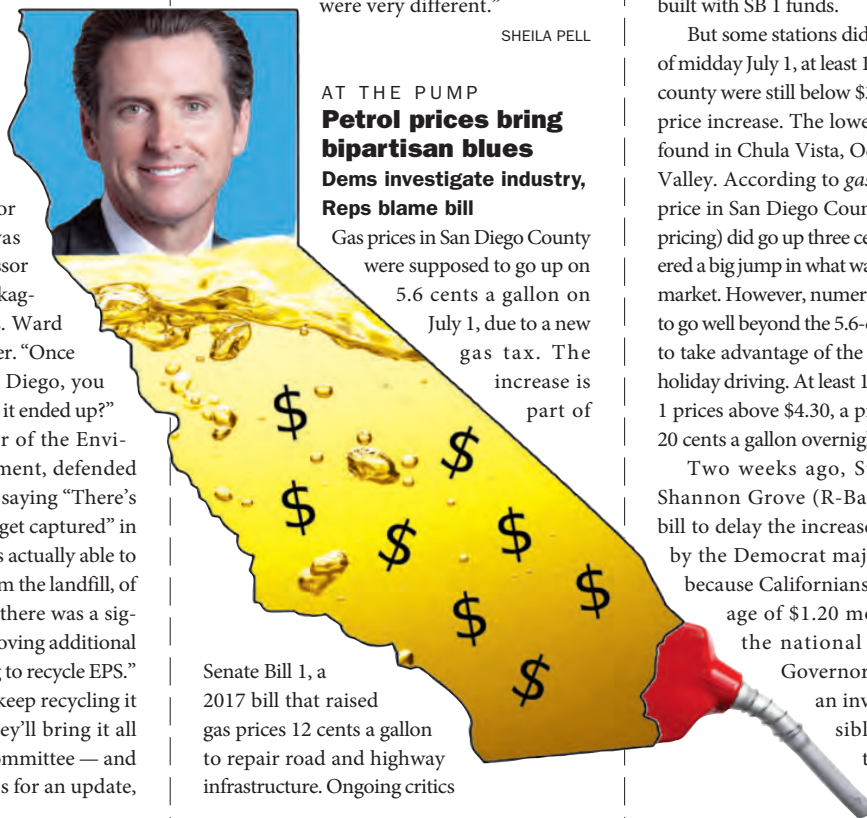 or
vas
ssor
kag-
. Ward
er. “Once
Diego, you
it ended up?”
r of the Envi-
ment, defended
saying “There’s
get captured” in
s actually able to
m the landfill, of
there was a sig-
oving additional
to recycle EPS.”
keep recycling it
ey’ll bring it all
ommittee — and
s for an update,
were very different.”
SHEILA PELL
AT THE PUMP
Petrol prices bring
bipartisan blues
Dems investigate industry,
Reps blame bill
Gas prices in San Diego County
were supposed to go up on
5.6 cents a gallon on
July 1, due to a new
gas tax. The
increase is
part of
$
$
$
$
$
$
$
$
Senate Bill 1, a
2017 bill that raised
gas prices 12 cents a gallon
to repair road and highway
infrastructure. Ongoing critics
built with SB 1 funds.
But some stations did
of midday July 1, at least 1
county were still below $
price increase. The lowe
found in Chula Vista, O
Valley. According to gas
price in San Diego Coun
pricing) did go up three ce
ered a big jump in what wa
market. However, numer
to go well beyond the 5.6-
to take advantage of the
holiday driving. At least 1
1 prices above $4.30, a p
20 cents a gallon overnigh
Two weeks ago, S
Shannon Grove (R-Ba
bill to delay the increase
by the Democrat maj
because Californians
age of $1.20 mo
the national
Governor
an inv
sibl
t